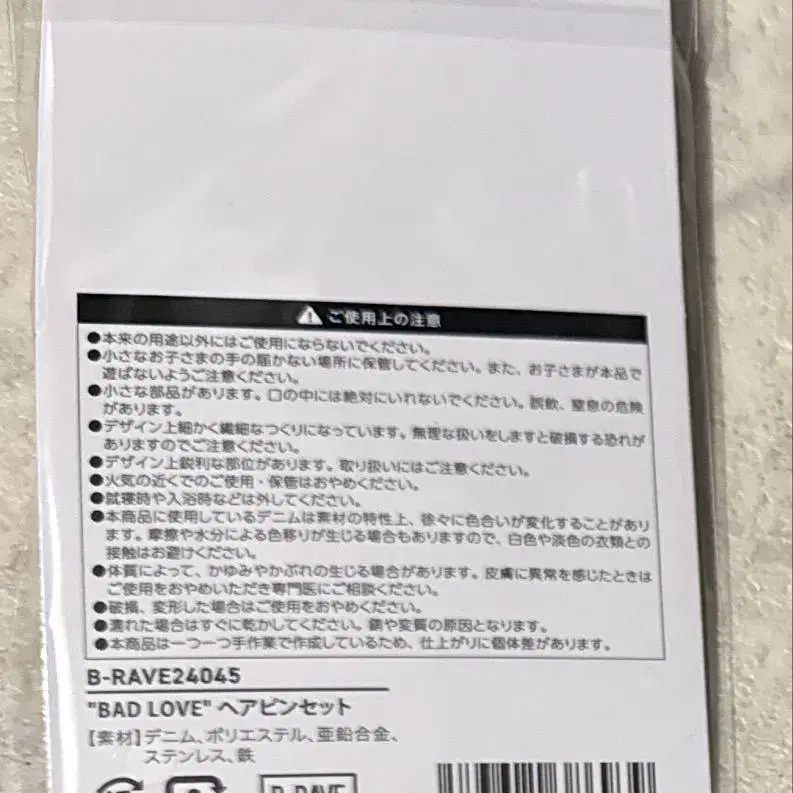 ご使用上の注意
●本来の用途以外にはご使用にならないでください。
●小さなお子さまの手の届かない場所に保管してください。また、お子さまが本品で
遊ばないようご注意ください。
●小さな部品があります。口の中には絶対にいれないでください。誤飲、窒息の危険
があります。
●デザイン上細かく繊細なつくりになっています。無理な扱いをしますと破損する恐れが
ありますのでご注意ください。
●デザイン上鋭利な部位があります。取り扱いにはご注意ください。
●火気の近くでのご使用・保管はおやめください。
●就寝時や入浴時などは外してください。
●本商品に使用しているデニムは素材の特性上、徐々に色合いが変化することがあり
ます。摩擦や水分による色移りが生じる場合もありますので、白色や淡色の衣類との
接触はお避けください。
●体質によって、かゆみやかぶれの生じる場合があります。皮膚に異常を感じたときは
ご使用をおやめいただき専門医にご相談ください。
●破損、変形した場合はご使用をおやめください。
●濡れた場合はすぐに乾かしてください。錆や変質の原因となります。
●本商品は一つ一つ手作業で作成しているため、仕上がりに個体差があります。
B-RAVE24045
"BAD LOVE" ヘアピンセット
【素材】デニム、ポリエステル、亜鉛合金、
ステンレス、鉄
B-RAVE